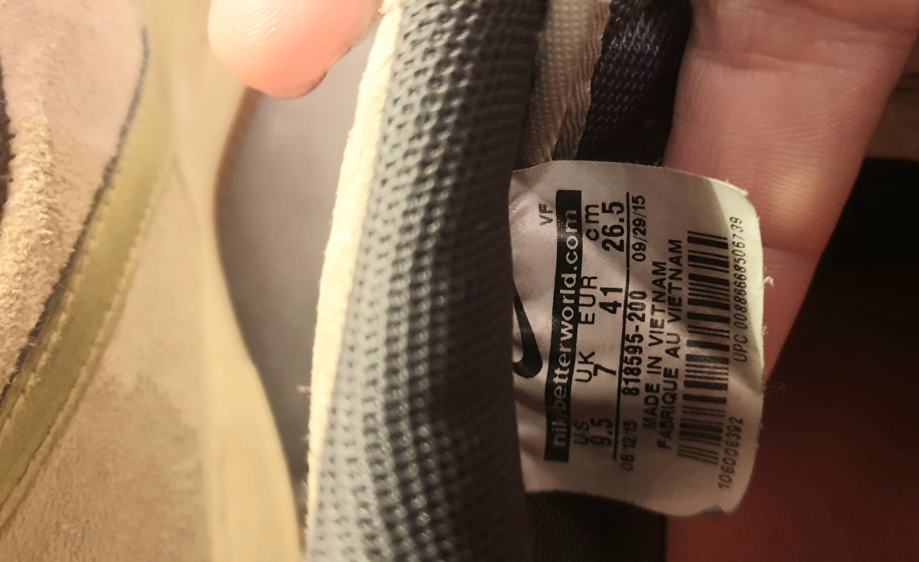 VF
nikebetterworld.com
US UK EUR cm
9.5 7 41 26.5
08/12/15 818595-200 09/29/15
MADE IN VIETNAM
FABRIQUE AU VIETNAM
106006392 UPC 00886668506739